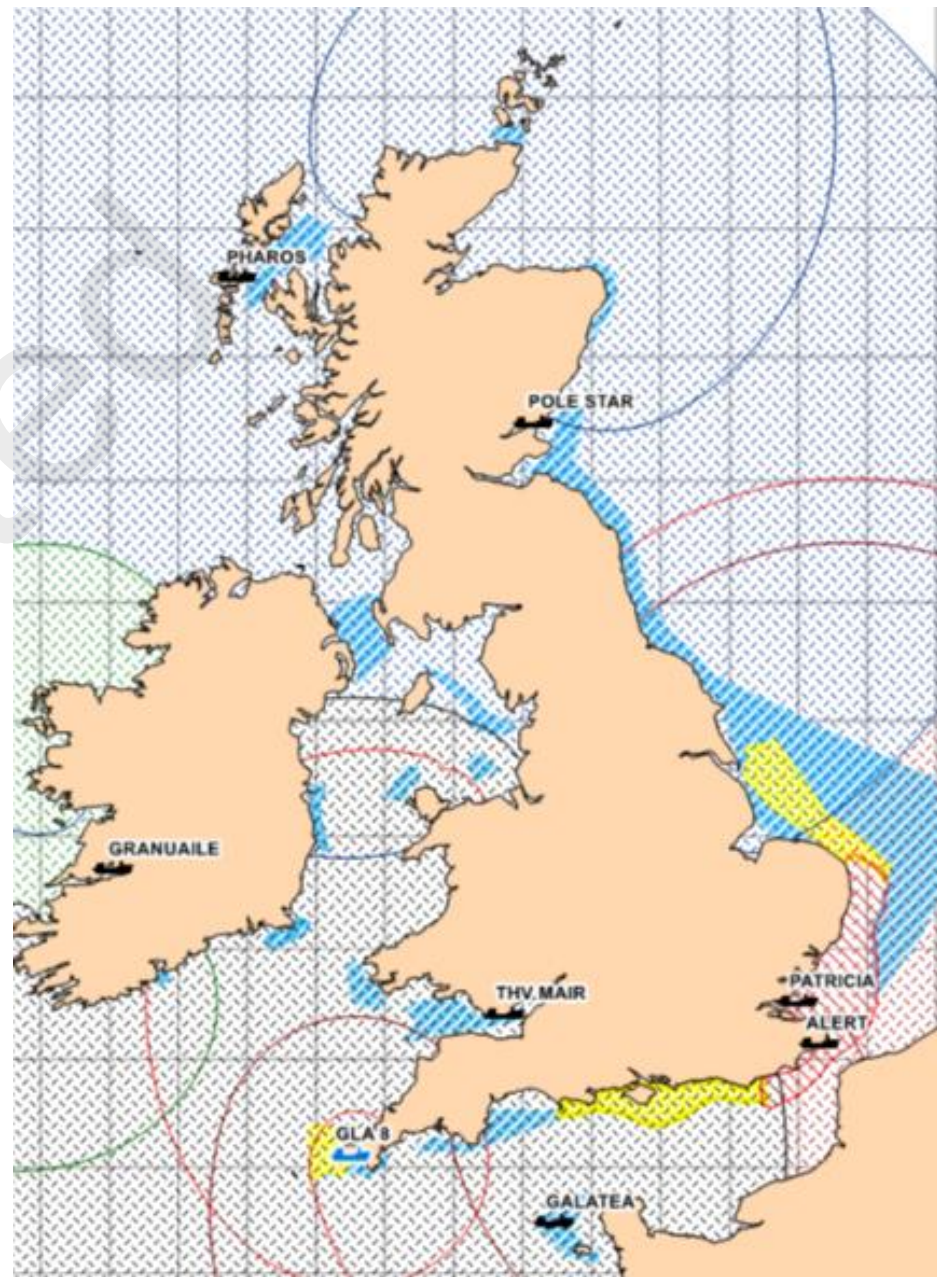 PHAROS
POLE STAR
GRANUAILE
THV. MAIR
PATRICIA
ALERT
GLA 8
GALATEA